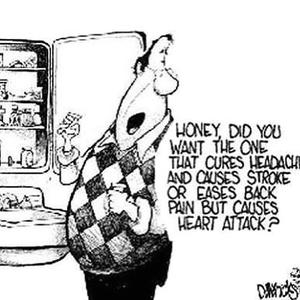 HONEY, DID YOU
WANT THE ONE
THAT CURES HEADACHE
AND CAUSES STROKE
OR EASES BACK
PAIN BUT CAUSES
HEART ATTACK?